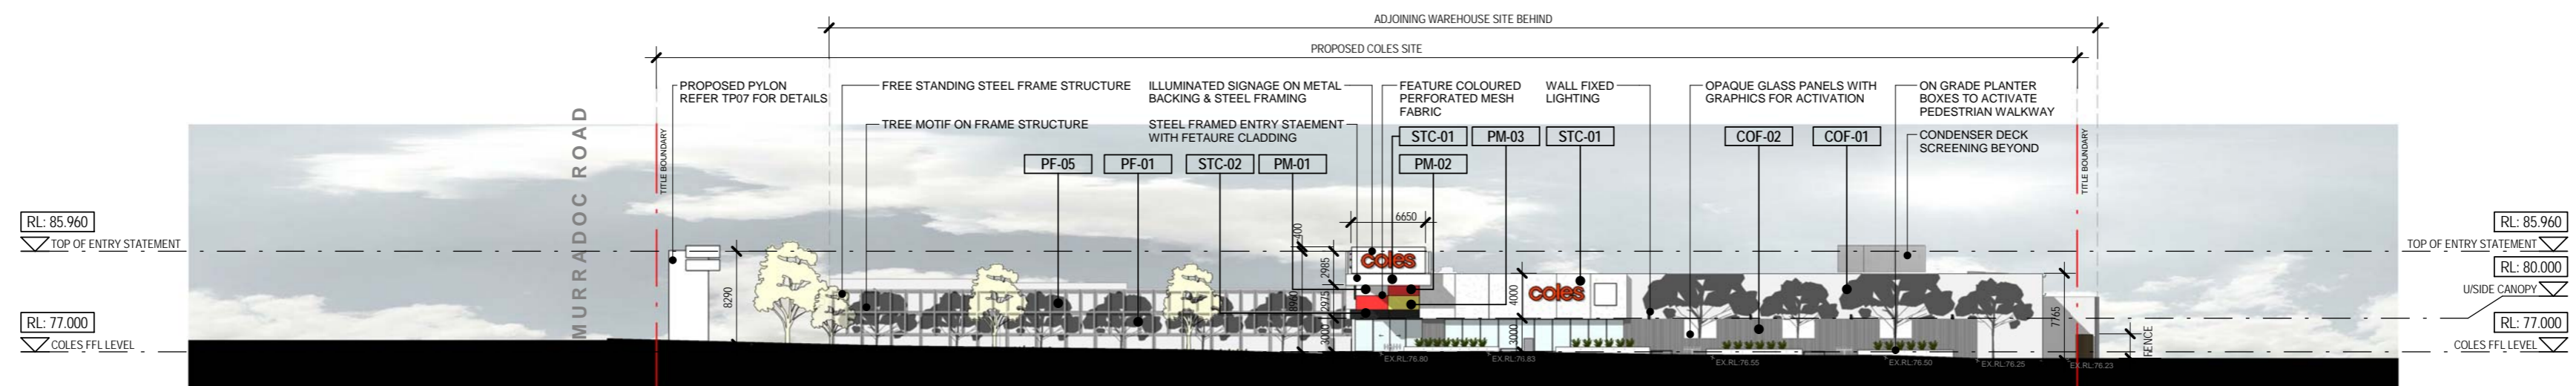 ADJOINING WAREHOUSE SITE BEHIND
PROPOSED COLES SITE
PROPOSED PYLON
REFER TP07 FOR DETAILS
FREE STANDING STEEL FRAME STRUCTURE
TREE MOTIF ON FRAME STRUCTURE
ILLUMINATED SIGNAGE ON METAL
BACKING & STEEL FRAMING
STEEL FRAMED ENTRY STAEMENT
WITH FETAURE CLADDING
FEATURE COLOURED
PERFORATED MESH
FABRIC
WALL FIXED
LIGHTING
OPAQUE GLASS PANELS WITH
GRAPHICS FOR ACTIVATION
ON GRADE PLANTER
BOXES TO ACTIVATE
PEDESTRIAN WALKWAY
CONDENSER DECK
SCREENING BEYOND
STC-01
PM-03
STC-01
COF-02
COF-01
PF-05
PF-01
STC-02
PM-01
PM-02
MURRADOC ROAD
TITLE BOUNDARY
TITLE BOUNDARY
RL: 85.960
TOP OF ENTRY STATEMENT
RL: 77.000
COLES FFL LEVEL
RL: 85.960
TOP OF ENTRY STATEMENT
RL: 80.000
U/SIDE CANOPY
RL: 77.000
COLES FFL LEVEL
6650
400
2985
8960
2975
3000
8290
4000
3000
7765
FENCE
coles
coles
EX.RL:76.80
EX.RL:76.83
EX.RL:76.55
EX.RL:76.50
EX.RL:76.25
EX.RL:76.23